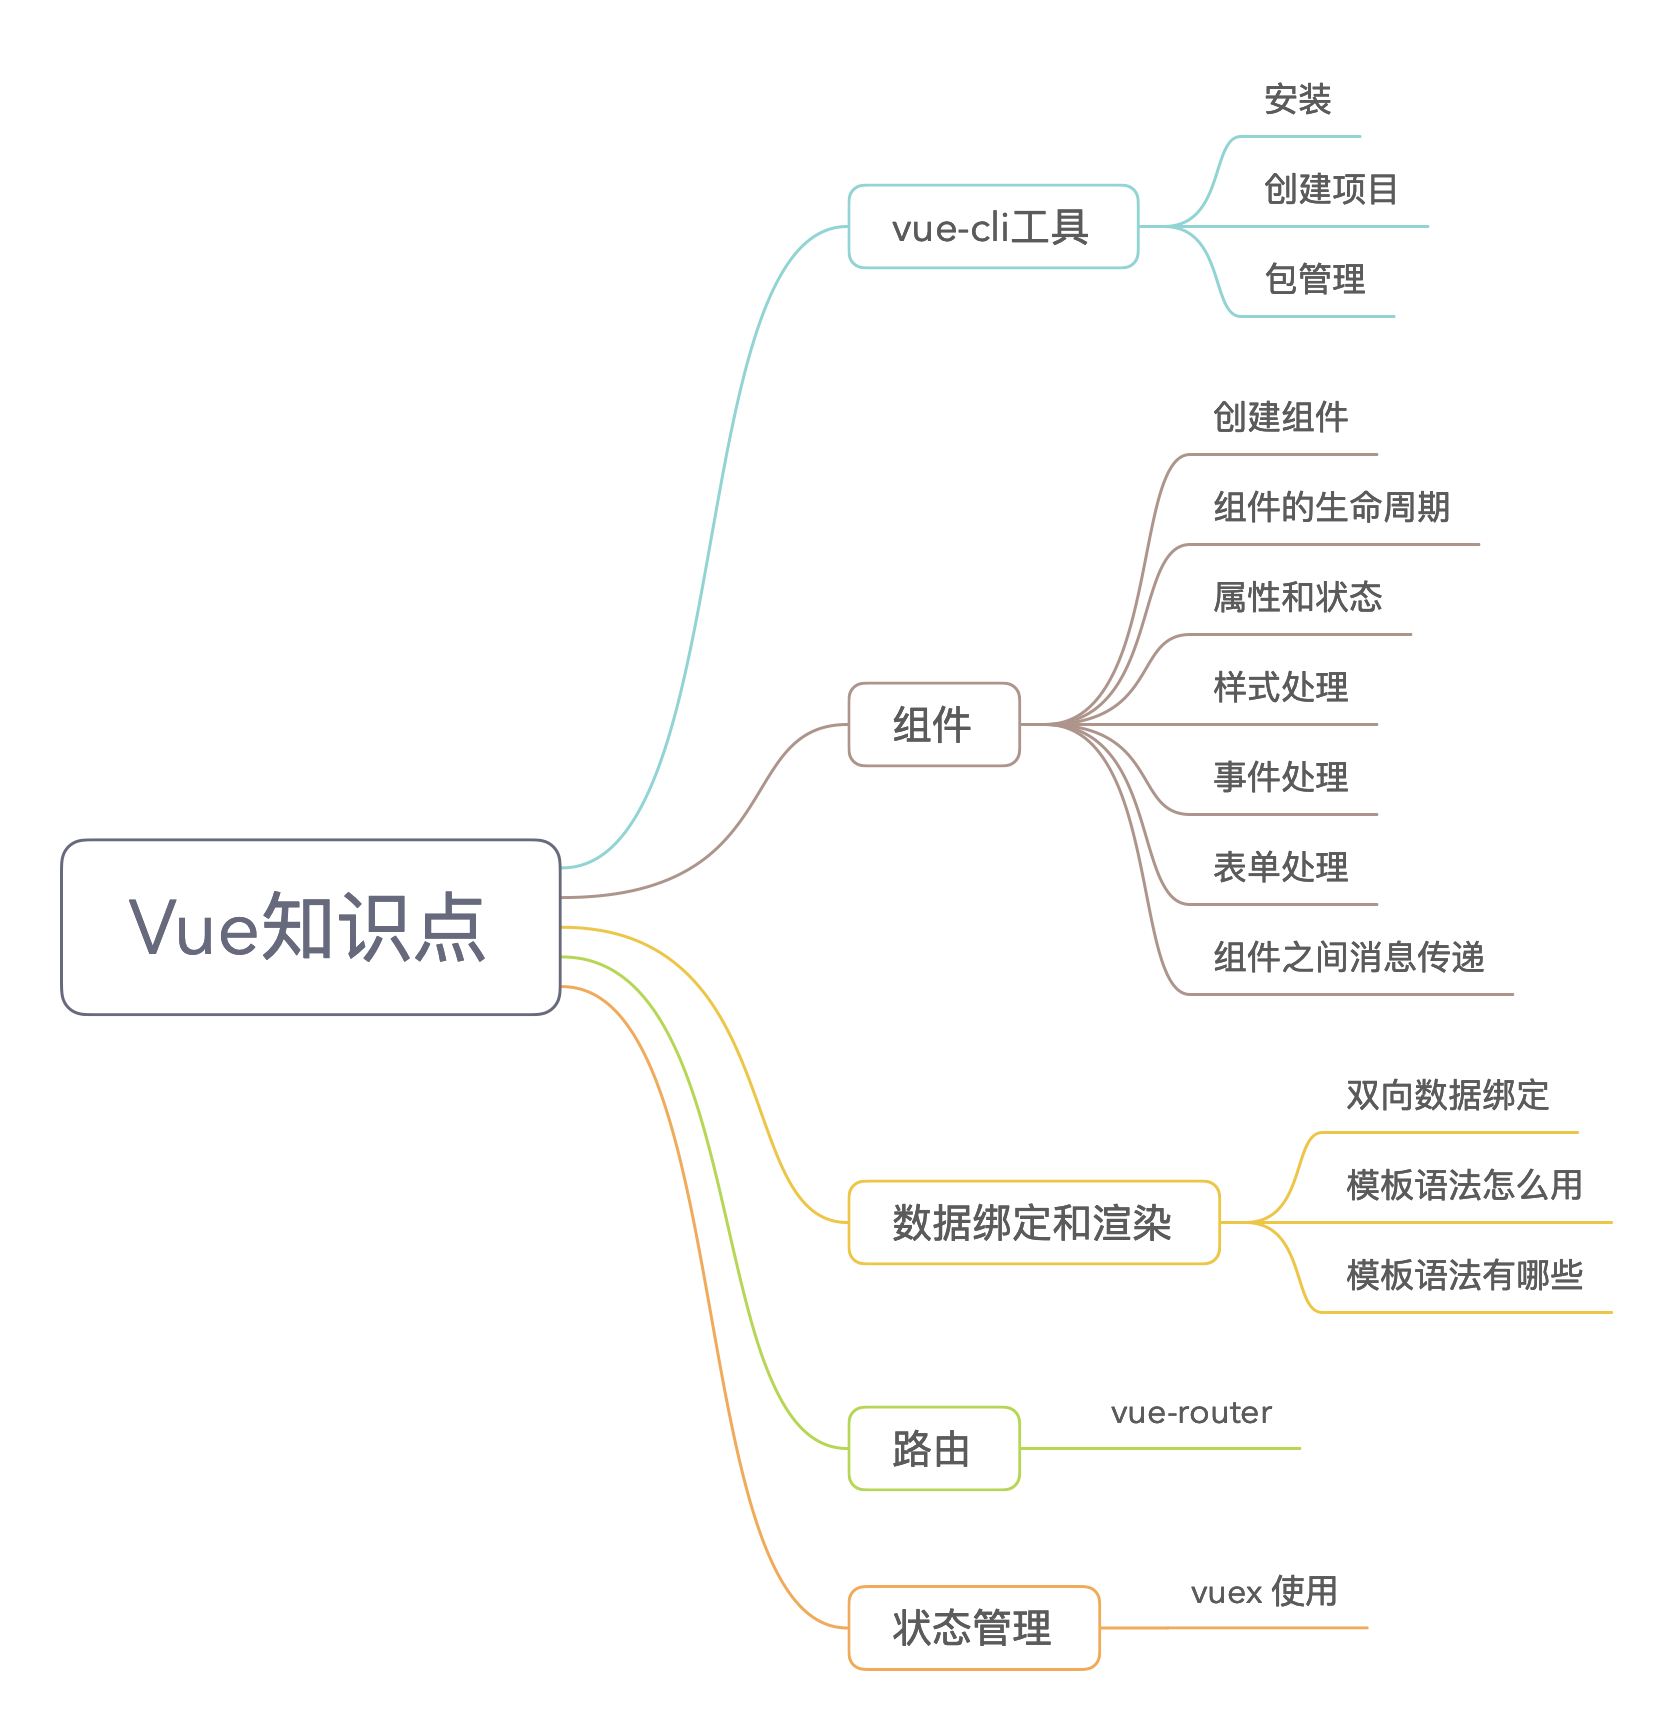 Vue知识点
vue-cli工具
安装
创建项目
包管理
组件
创建组件
组件的生命周期
属性和状态
样式处理
事件处理
表单处理
组件之间消息传递
数据绑定和渲染
双向数据绑定
模板语法怎么用
模板语法有哪些
路由
vue-router
状态管理
vuex 使用